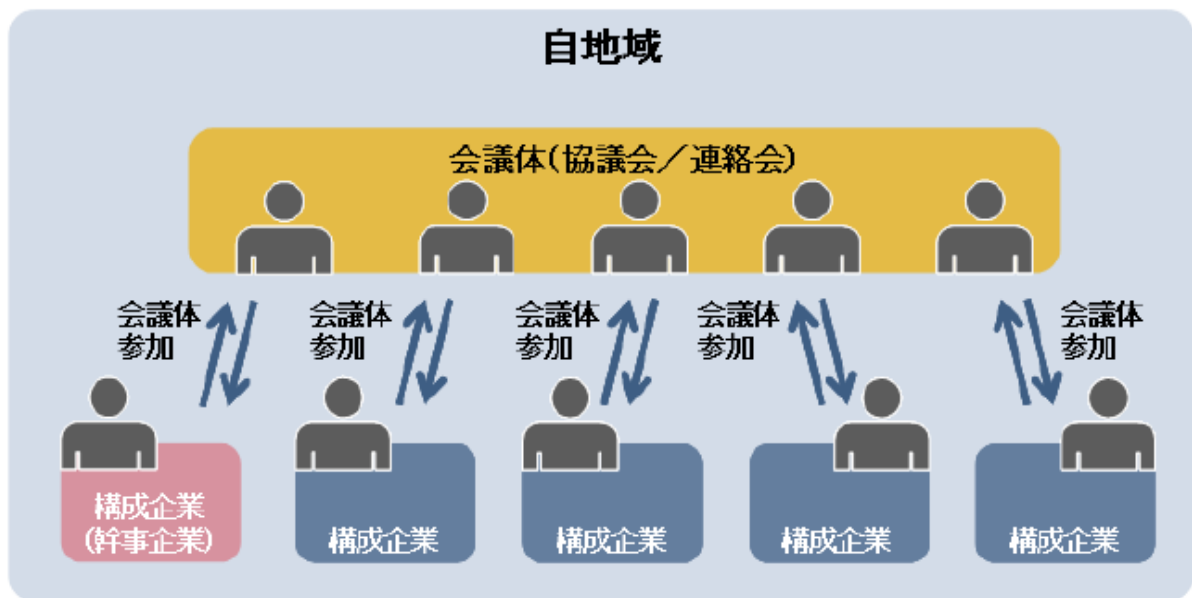 自地域
会議体(協議会／連絡会)
会議体
参加
会議体
参加
会議体
参加
会議体
参加
会議体
参加
構成企業
(幹事企業)
構成企業
構成企業
構成企業
構成企業